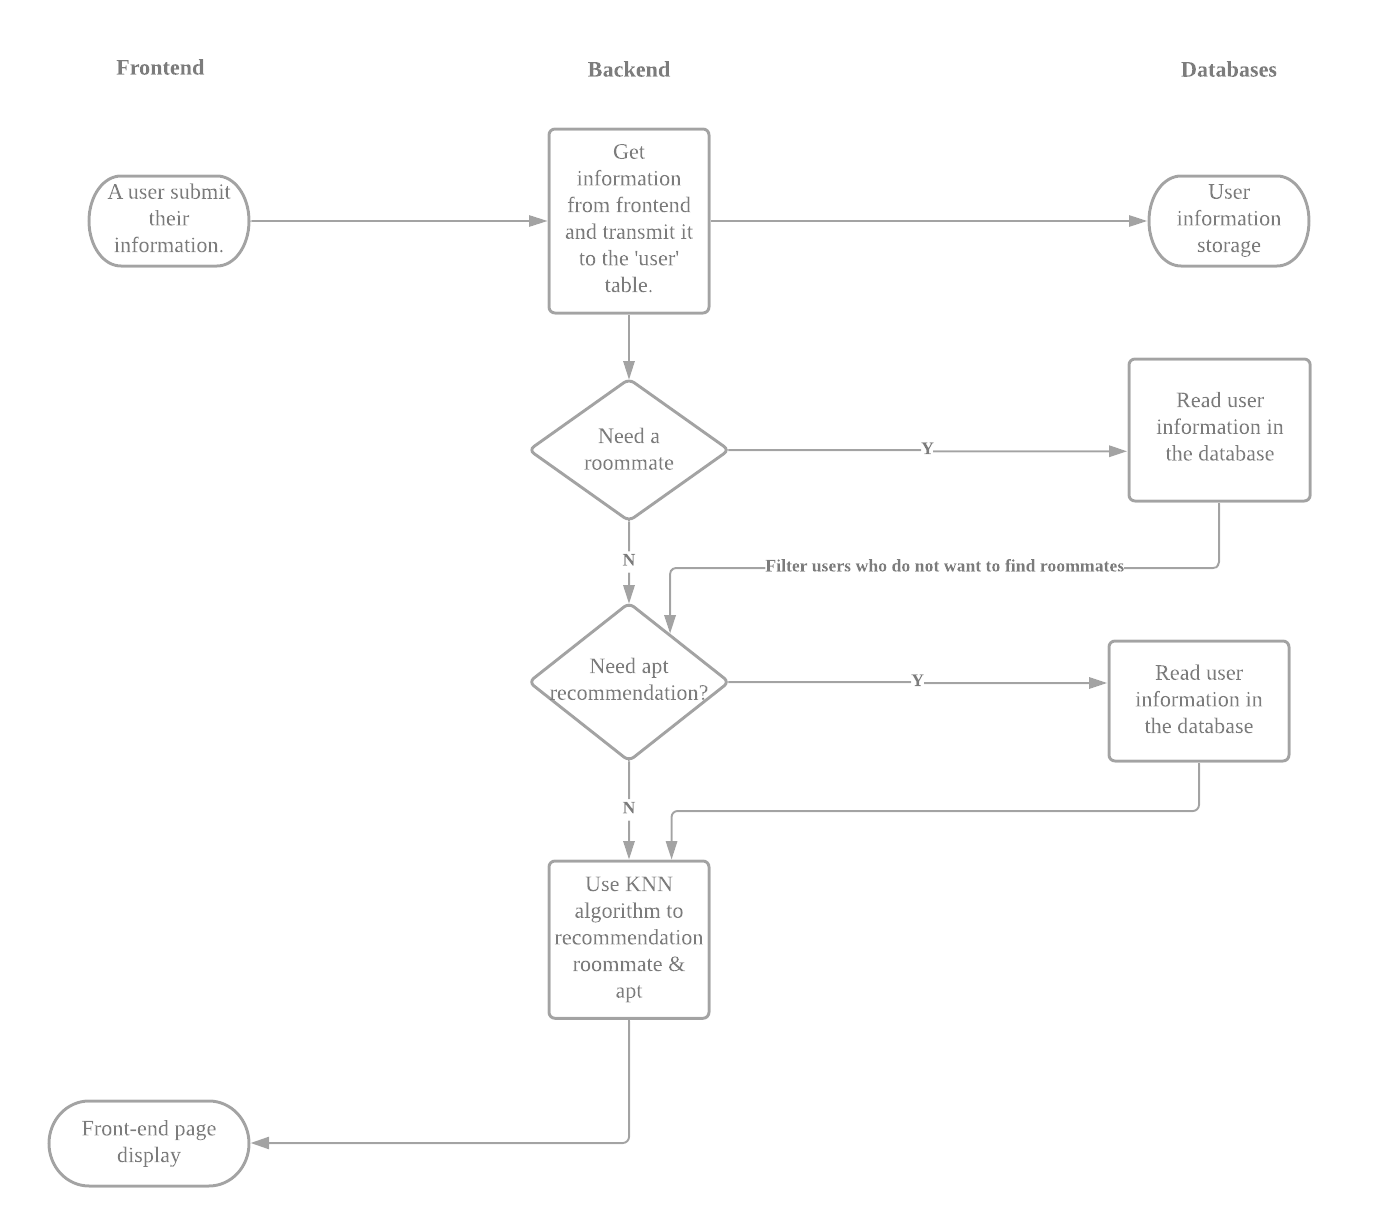 Frontend
Backend
Databases
A user submit
their
information.
Get
information
from frontend
and transmit it
to the 'user'
table.
User
information
storage
Need a
roommate
Y
Read user
information in
the database
N
Filter users who do not want to find roommates
Need apt
recommendation?
Y
Read user
information in
the database
N
Use KNN
algorithm to
recommendation
roommate &
apt
Front-end page
display